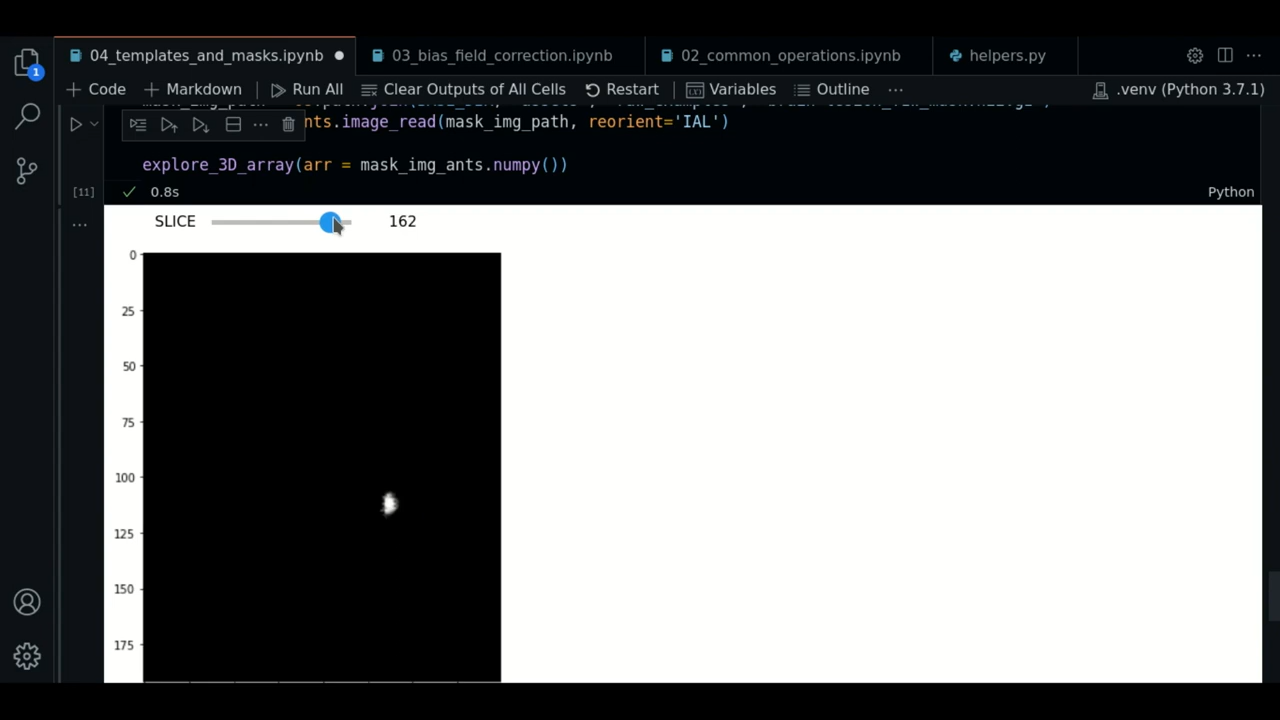 04_templates_and_masks.ipynb 03_bias_field_correction.ipynb 02_common_operations.ipynb helpers.py
1
Code Markdown Run All Clear Outputs of All Cells Restart Variables Outline .venv (Python 3.7.1)
nts.image_read(mask_img_path, reorient='IAL')
explore_3D_array(arr = mask_img_ants.numpy())
[11] 0.8s Python
SLICE 162
0
25
50
75
100
125
150
175